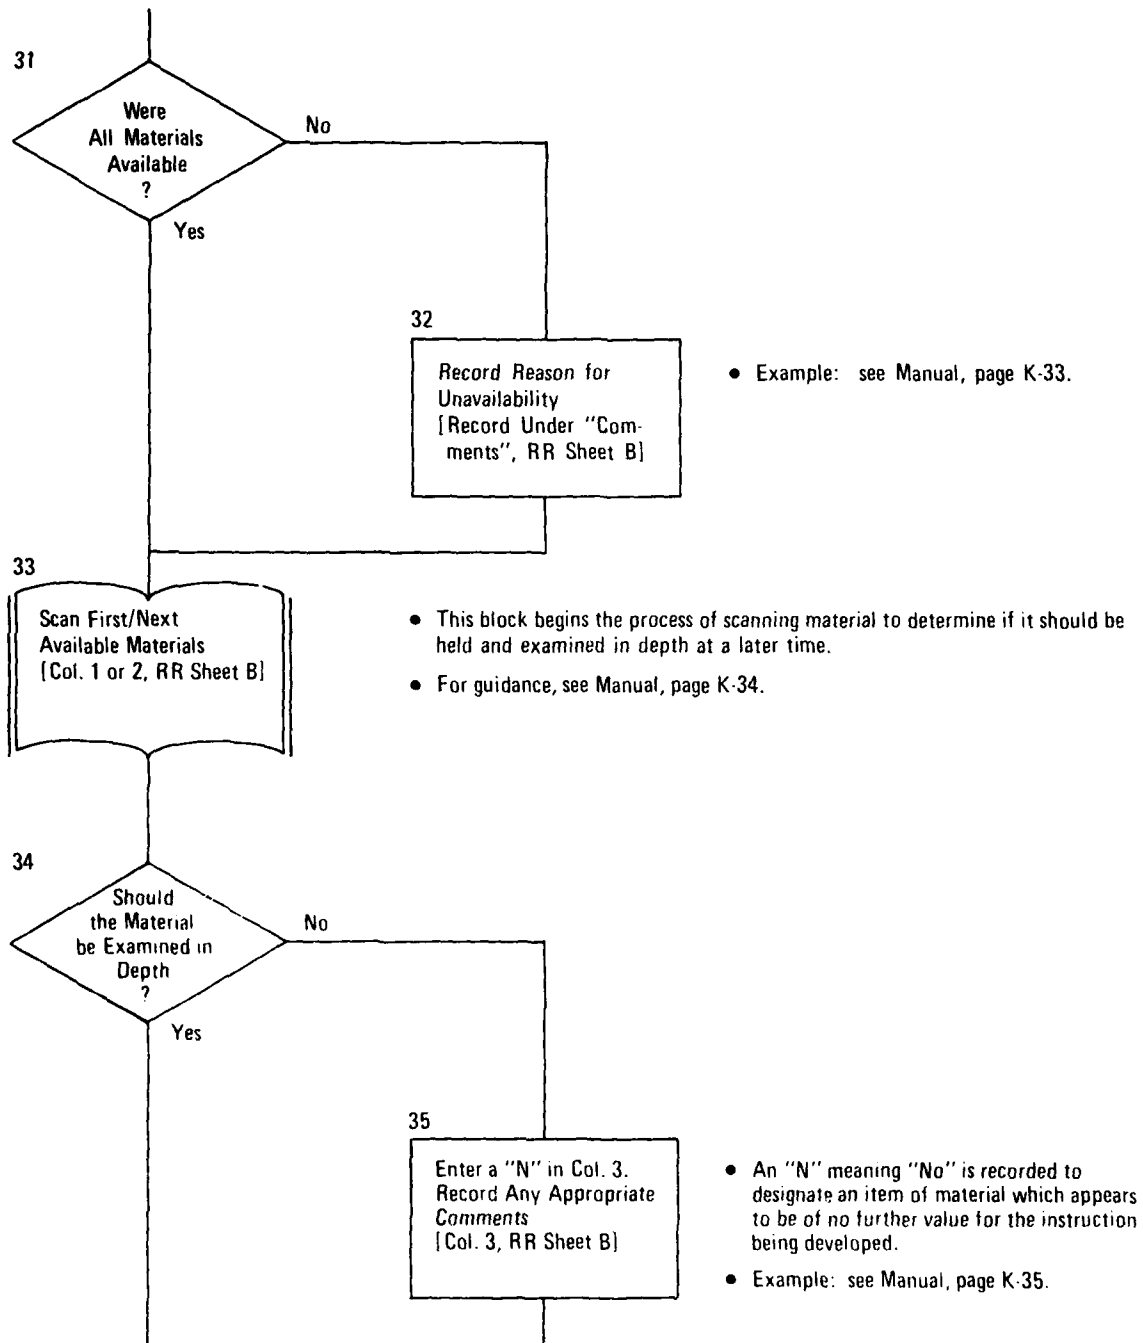 31
Were
All Materials
Available
?
No
Yes
32
Record Reason for
Unavailability
[Record Under "Com-
ments", RR Sheet B]
● Example: see Manual, page K-33.
33
Scan First/Next
Available Materials
[Col. 1 or 2, RR Sheet B]
● This block begins the process of scanning material to determine if it should be
held and examined in depth at a later time.
● For guidance, see Manual, page K-34.
34
Should
the Material
be Examined in
Depth
?
No
Yes
35
Enter a "N" in Col. 3.
Record Any Appropriate
Comments
[Col. 3, RR Sheet B]
● An "N" meaning "No" is recorded to
designate an item of material which appears
to be of no further value for the instruction
being developed.
● Example: see Manual, page K-35.